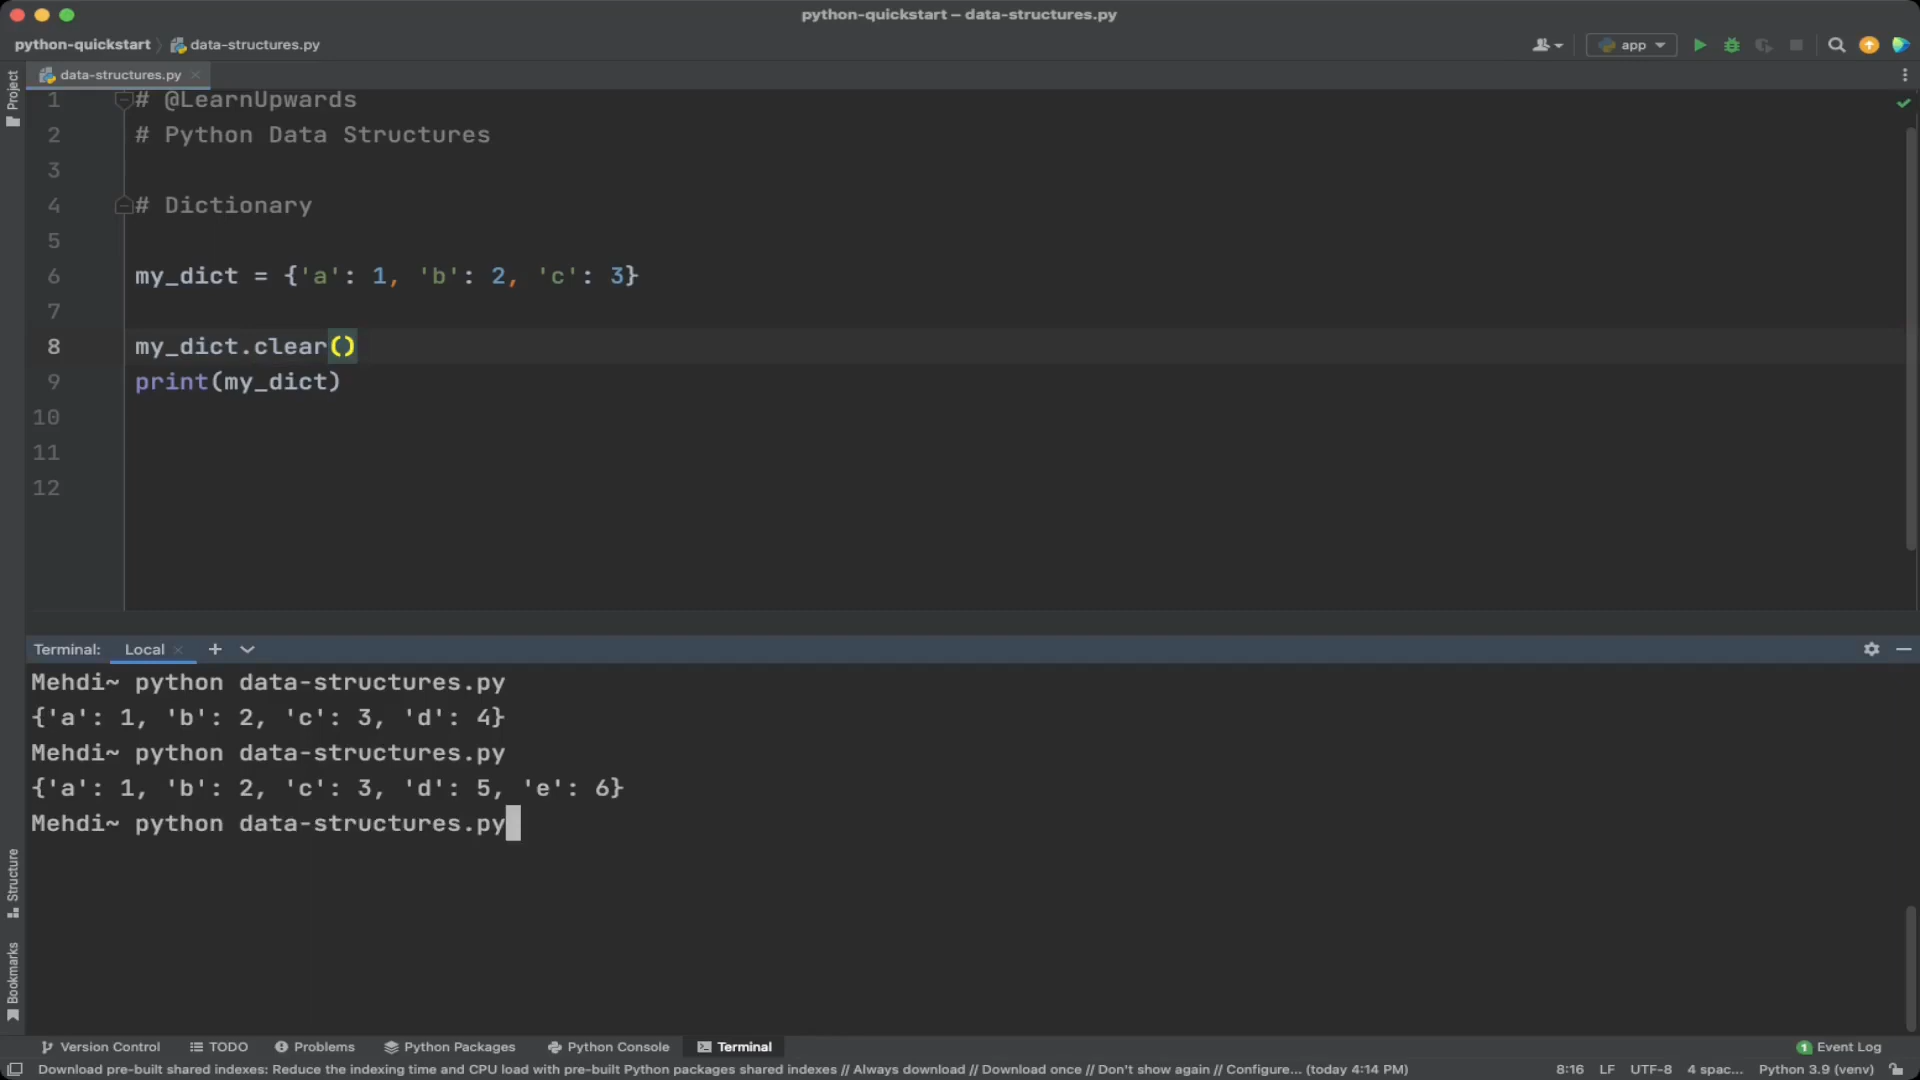 python-quickstart – data-structures.py
python-quickstart data-structures.py
app
data-structures.py
Project
1 # @LearnUpwards
2 # Python Data Structures
3
4 # Dictionary
5
6 my_dict = {'a': 1, 'b': 2, 'c': 3}
7
8 my_dict.clear()
9 print(my_dict)
10
11
12
Terminal: Local
Mehdi~ python data-structures.py
{'a': 1, 'b': 2, 'c': 3, 'd': 4}
Mehdi~ python data-structures.py
{'a': 1, 'b': 2, 'c': 3, 'd': 5, 'e': 6}
Mehdi~ python data-structures.py
Structure
Bookmarks
Version Control TODO Problems Python Packages Python Console Terminal 1 Event Log
Download pre-built shared indexes: Reduce the indexing time and CPU load with pre-built Python packages shared indexes // Always download // Download once // Don't show again // Configure... (today 4:14 PM) 8:16 LF UTF-8 4 spac... Python 3.9 (venv)